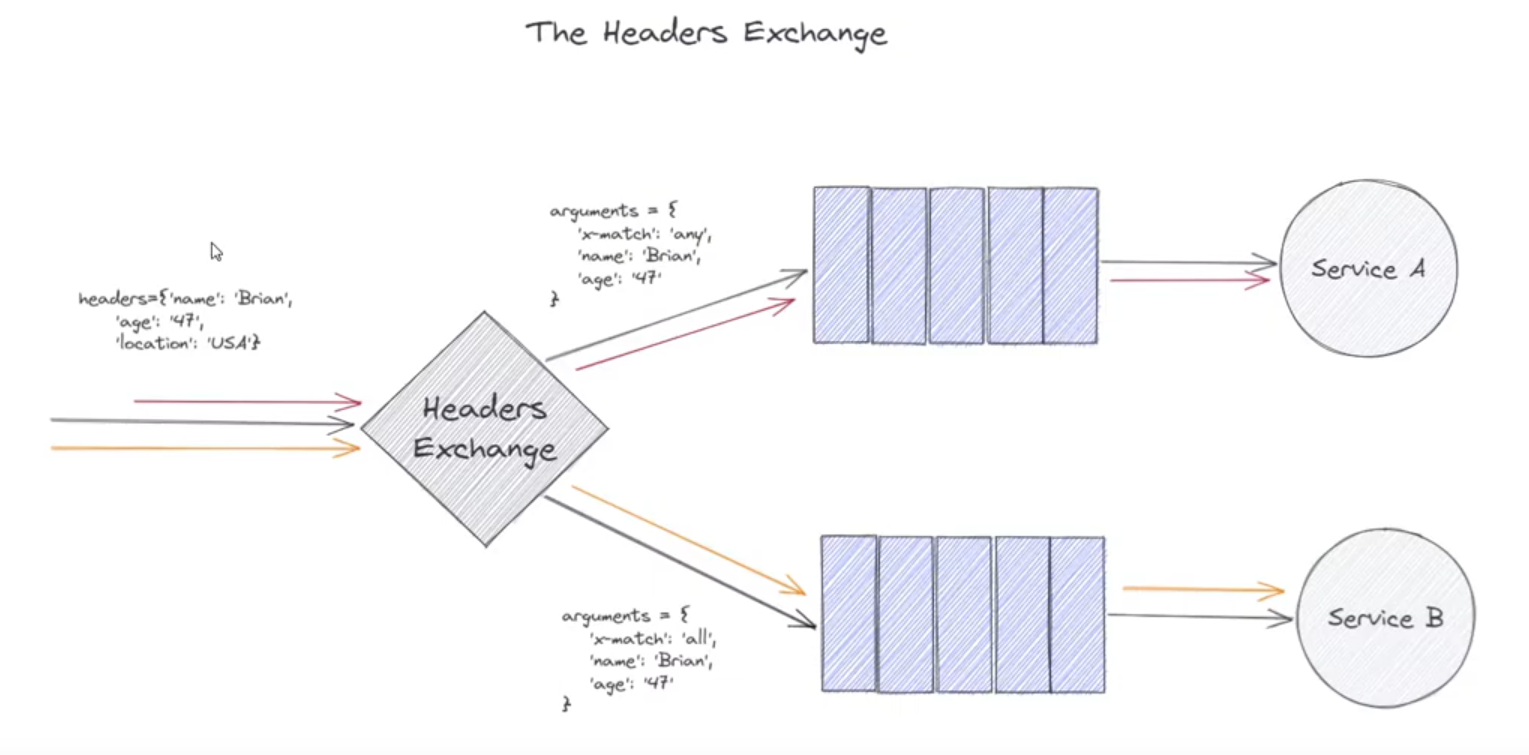 The Headers Exchange
headers={'name': 'Brian',
'age': '47',
'location': 'USA'}
arguments = {
'x-match': 'any',
'name': 'Brian',
'age': '47'
}
Headers
Exchange
Service A
arguments = {
'x-match': 'all',
'name': 'Brian',
'age': '47'
}
Service B